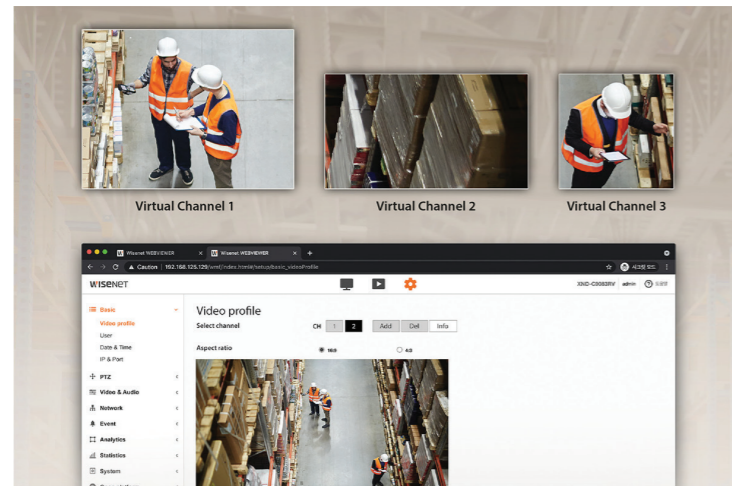 Virtual Channel 1
Virtual Channel 2
Virtual Channel 3
Wisenet WEBVIEWER
Wisenet WEBVIEWER
Caution 192.168.125.129/wmf/index.html#/setup/basic_videoProfile
WISENET
XND-C8083RV admin
Basic
Video profile
User
Date & Time
IP & Port
PTZ
Video & Audio
Network
Event
Analytics
Statistics
System
Video profile
Select channel CH 1 2 Add Del Info
Aspect ratio 16:9 4:3